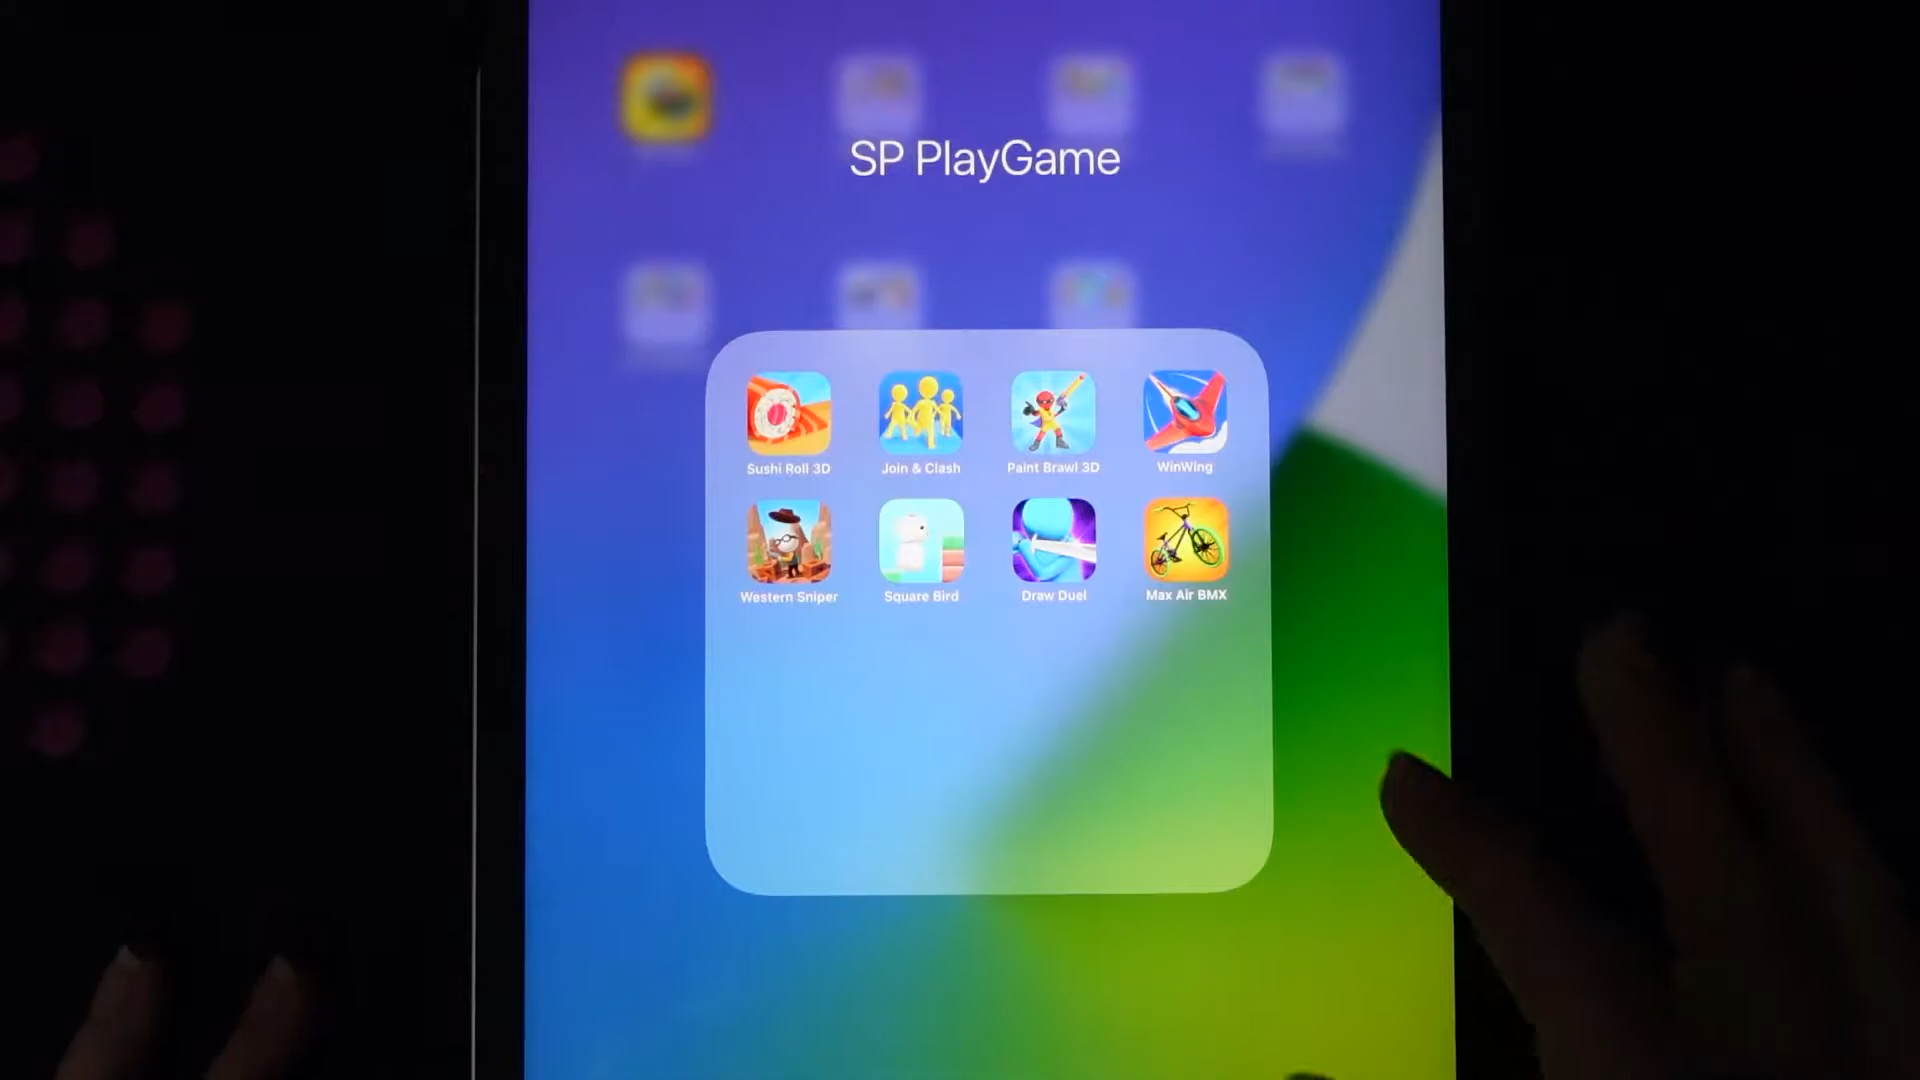 SP PlayGame
Sushi Roll 3D
Join & Clash
Paint Brawl 3D
WinWing
Western Sniper
Square Bird
Draw Duel
Max Air BMX